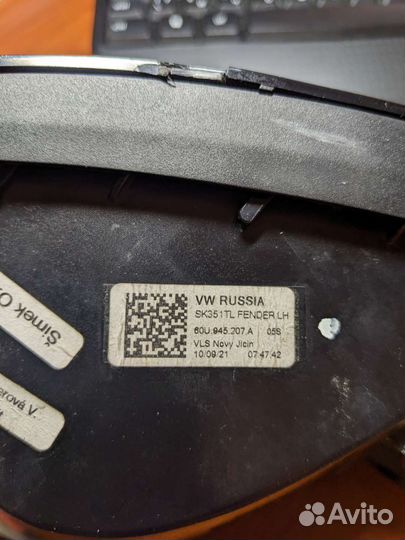 VW RUSSIA
SK351TL FENDER LH
60U.945.207.A 05S
VLS Novy Jicin
10/09/21 07:47:42
Šimek
V.
Avito